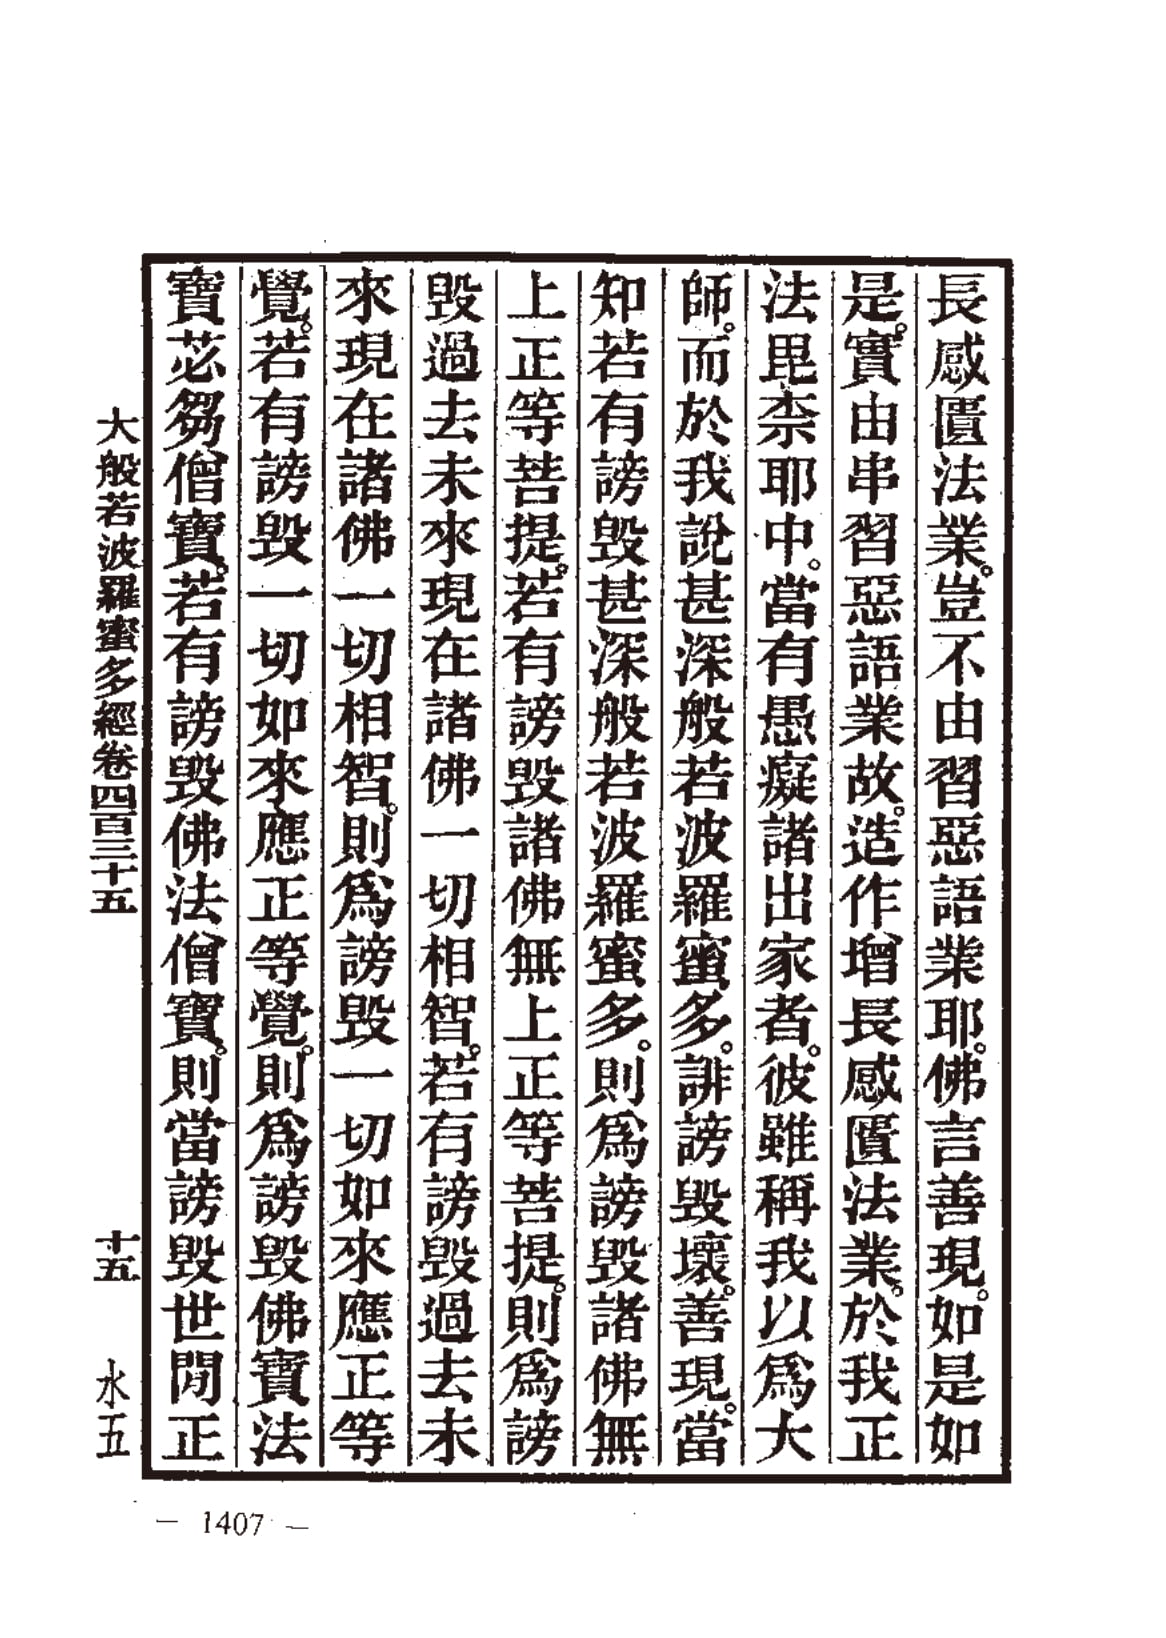 長感匱法業。豈不由習惡語業耶。佛言善現。如是如
是。實由串習惡語業故。造作增長感匱法業。於我正
法毘柰耶中。當有愚癡諸出家者。彼雖稱我以爲大
師。而於我說甚深般若波羅蜜多。誹謗毀壞。善現。當
知若有謗毀甚深般若波羅蜜多。則爲謗毀諸佛無
上正等菩提。若有謗毀諸佛無上正等菩提。則爲謗
毀過去未來現在諸佛一切相智。若有謗毀過去未
來現在諸佛一切相智。則爲謗毀一切如來應正等
覺。若有謗毀一切如來應正等覺。則爲謗毀佛寶法
寶苾芻僧寶。若有謗毀佛法僧寶。則當謗毀世間正
大般若波羅蜜多經卷四百三十五 十五 水五
— 1407 —